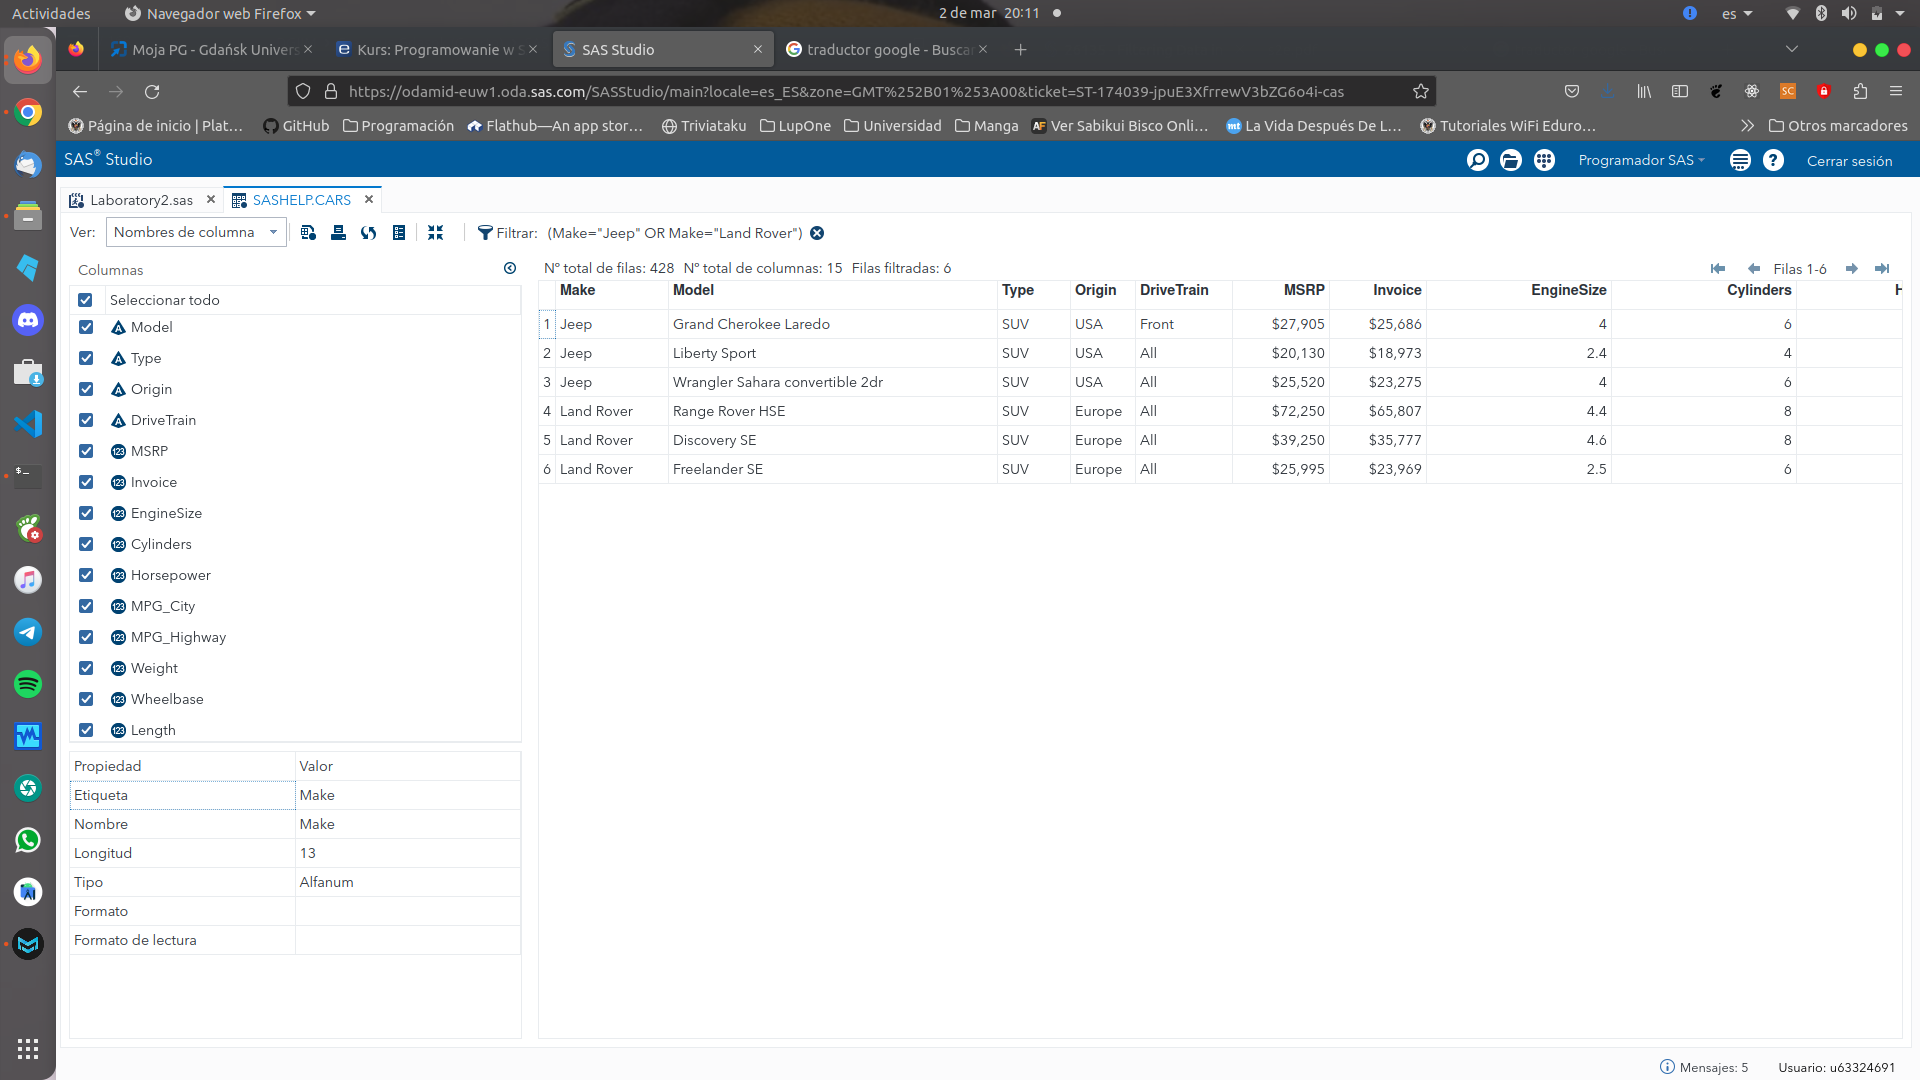 Actividades
Navegador web Firefox
2 de mar 20:11
es
Moja PG - Gdańsk Univers
Kurs: Programowanie w S
SAS Studio
traductor google - Buscar
https://odamid-euw1.oda.sas.com/SASStudio/main?locale=es_ES&zone=GMT%252B01%253A00&ticket=ST-174039-jpuE3XfrrewV3bZG6o4i-cas
Página de inicio | Plat…
GitHub
Programación
Flathub—An app stor…
Triviataku
LupOne
Universidad
Manga
Ver Sabikui Bisco Onli…
La Vida Después De L…
Tutoriales WiFi Eduro…
Otros marcadores
SAS® Studio
Programador SAS
Cerrar sesión
Laboratory2.sas
SASHELP.CARS
Ver: Nombres de columna
Filtrar: (Make="Jeep" OR Make="Land Rover")
Columnas
Nº total de filas: 428 Nº total de columnas: 15 Filas filtradas: 6
Filas 1-6
Seleccionar todo
Model
Type
Origin
DriveTrain
MSRP
Invoice
EngineSize
Cylinders
Horsepower
MPG_City
MPG_Highway
Weight
Wheelbase
Length
Make Model Type Origin DriveTrain MSRP Invoice EngineSize Cylinders H
1 Jeep Grand Cherokee Laredo SUV USA Front $27,905 $25,686 4 6
2 Jeep Liberty Sport SUV USA All $20,130 $18,973 2.4 4
3 Jeep Wrangler Sahara convertible 2dr SUV USA All $25,520 $23,275 4 6
4 Land Rover Range Rover HSE SUV Europe All $72,250 $65,807 4.4 8
5 Land Rover Discovery SE SUV Europe All $39,250 $35,777 4.6 8
6 Land Rover Freelander SE SUV Europe All $25,995 $23,969 2.5 6
Propiedad Valor
Etiqueta Make
Nombre Make
Longitud 13
Tipo Alfanum
Formato
Formato de lectura
Mensajes: 5
Usuario: u63324691